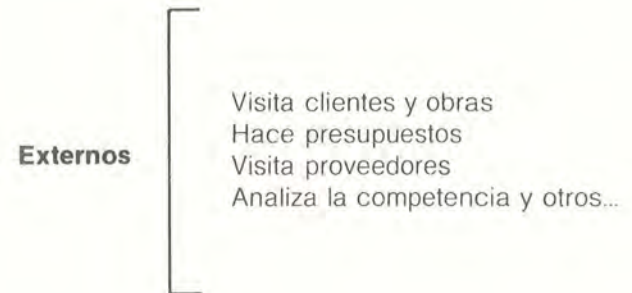 Externos
Visita clientes y obras
Hace presupuestos
Visita proveedores
Analiza la competencia y otros...